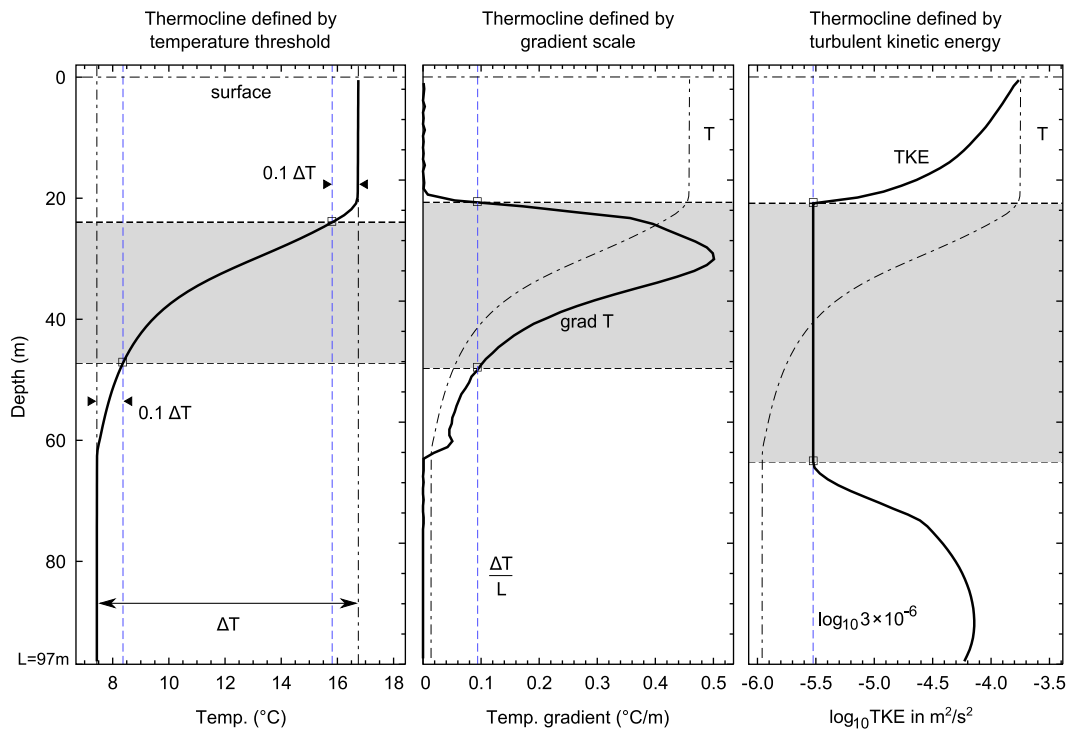 Thermocline defined by
temperature threshold
Thermocline defined by
gradient scale
Thermocline defined by
turbulent kinetic energy
0
20
40
60
80
L=97m
Depth (m)
surface
0.1 ΔT
0.1 ΔT
ΔT
8
10
12
14
16
18
Temp. (°C)
T
grad T
ΔT
L
0
0.1
0.2
0.3
0.4
0.5
Temp. gradient (°C/m)
TKE
T
log₁₀3×10⁻⁶
-6.0
-5.5
-5.0
-4.5
-4.0
-3.5
log₁₀TKE in m²/s²